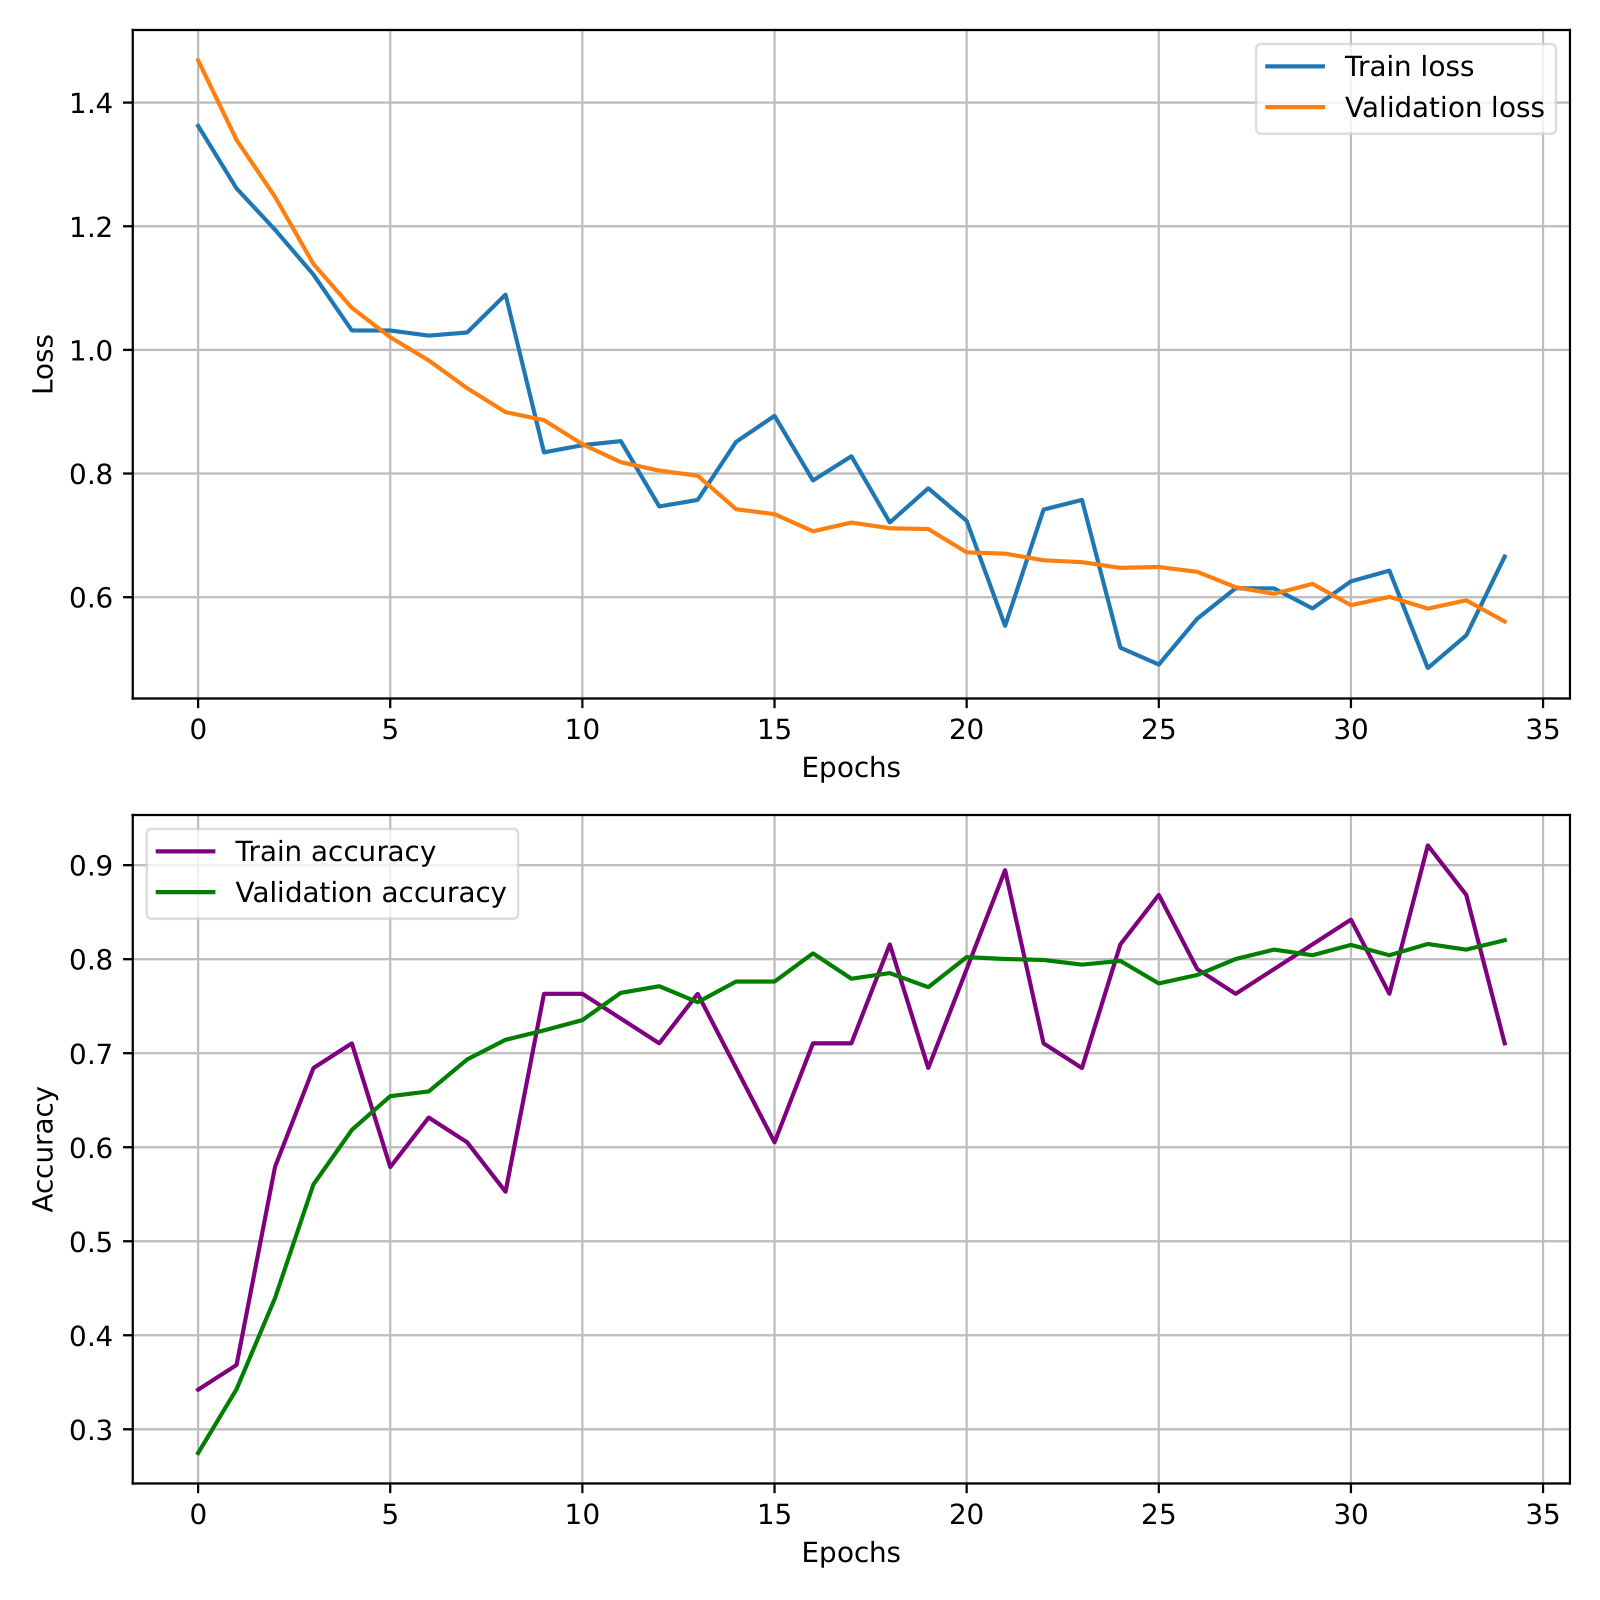 Train loss
Validation loss
1.4
1.2
1.0
0.8
0.6
Loss
0 5 10 15 20 25 30 35
Epochs
Train accuracy
Validation accuracy
0.9
0.8
0.7
0.6
0.5
0.4
0.3
Accuracy
0 5 10 15 20 25 30 35
Epochs